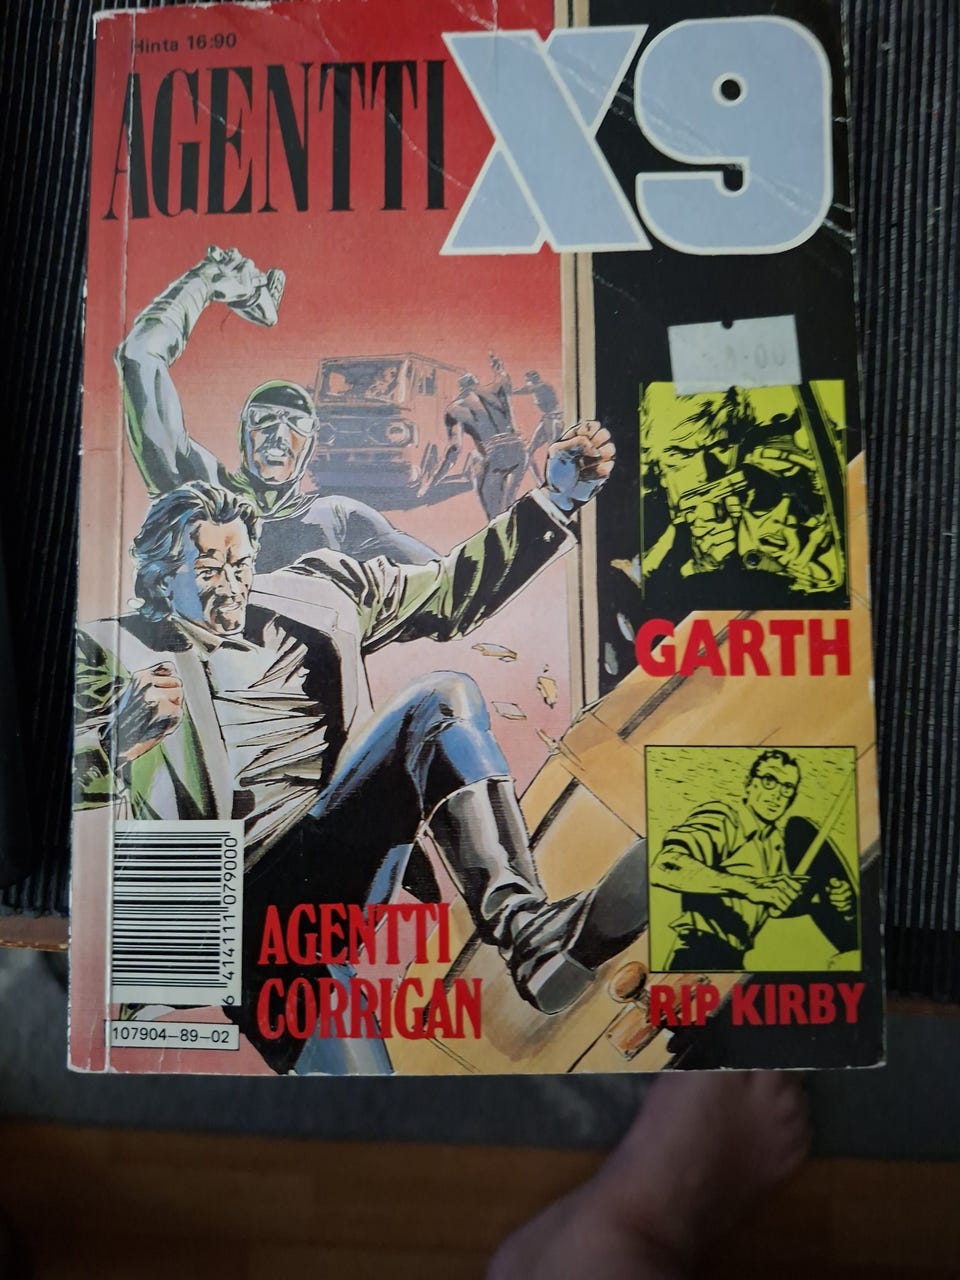 Hinta 16:90
AGENTTI X9
GARTH
AGENTTI
CORRIGAN
RIP KIRBY
6 414111 079000
107904-89-02